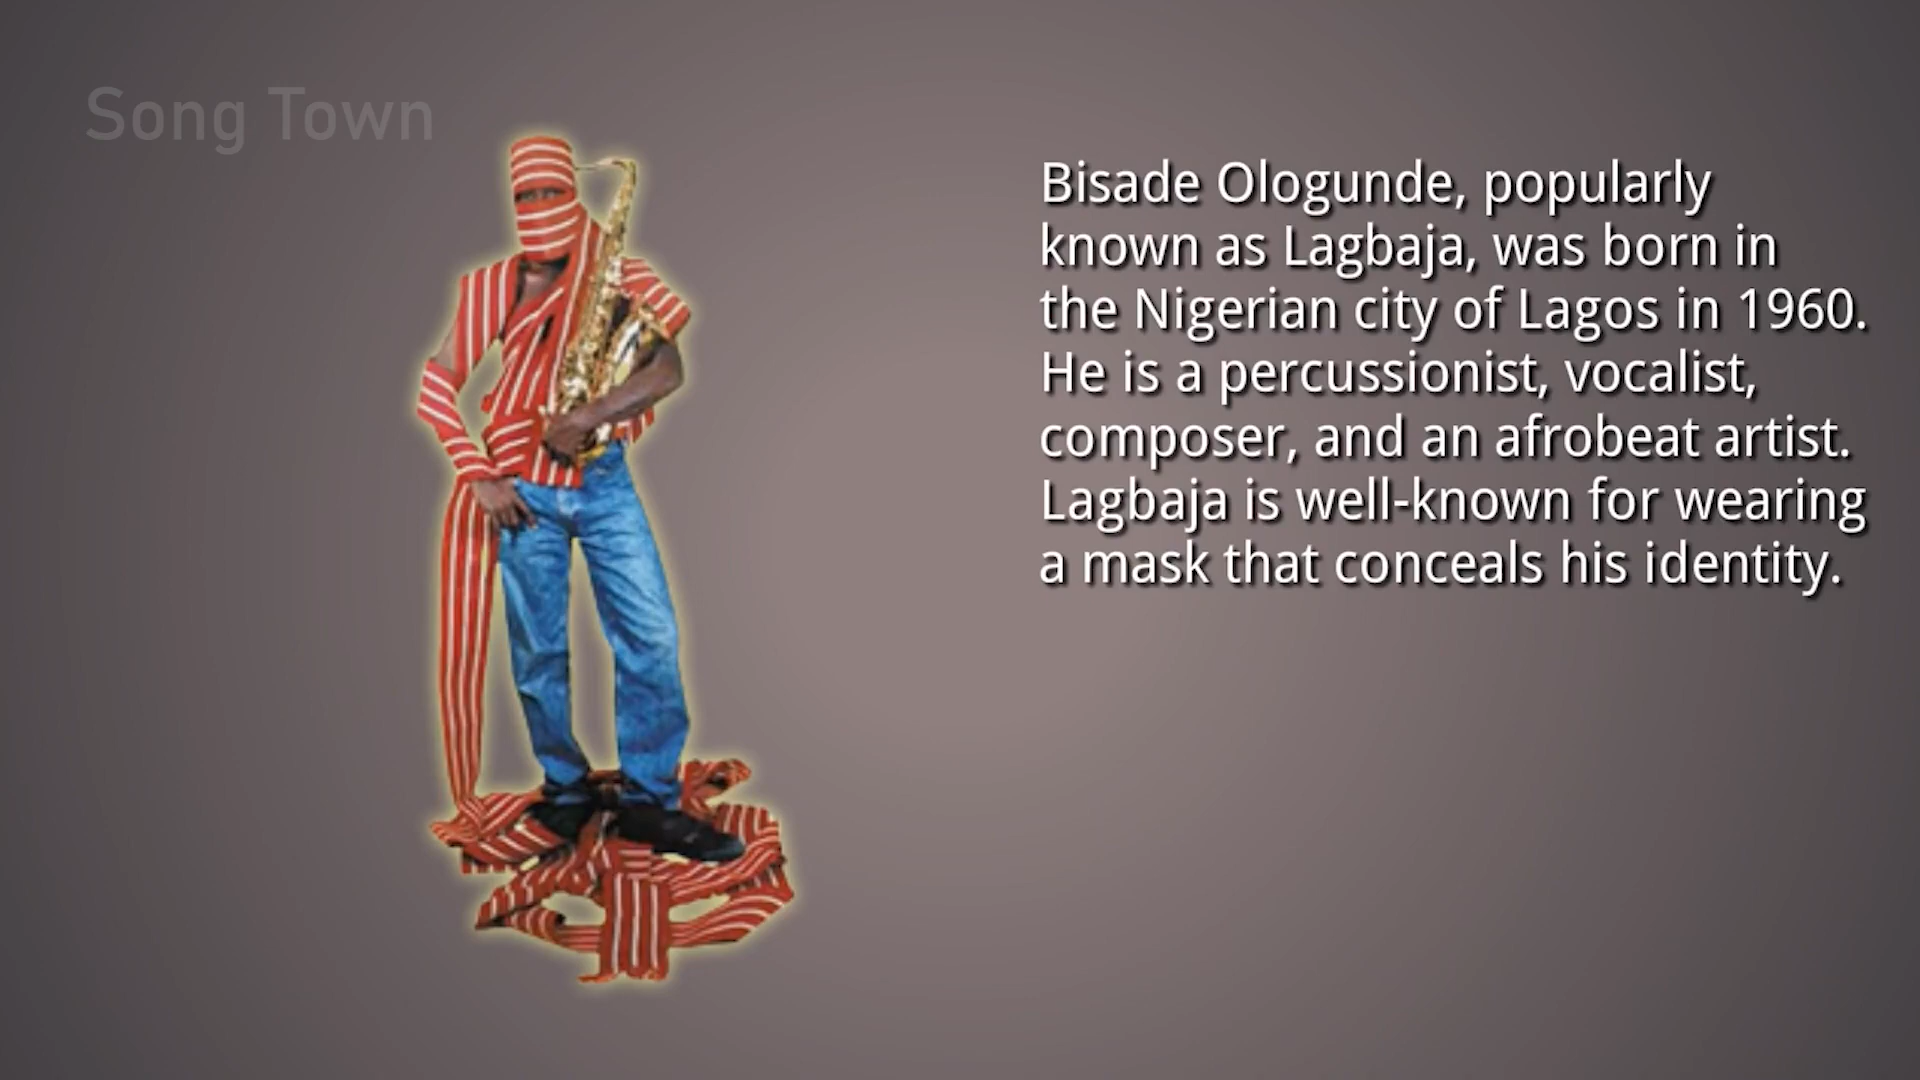 Song Town
Bisade Ologunde, popularly
known as Lagbaja, was born in
the Nigerian city of Lagos in 1960.
He is a percussionist, vocalist,
composer, and an afrobeat artist.
Lagbaja is well-known for wearing
a mask that conceals his identity.